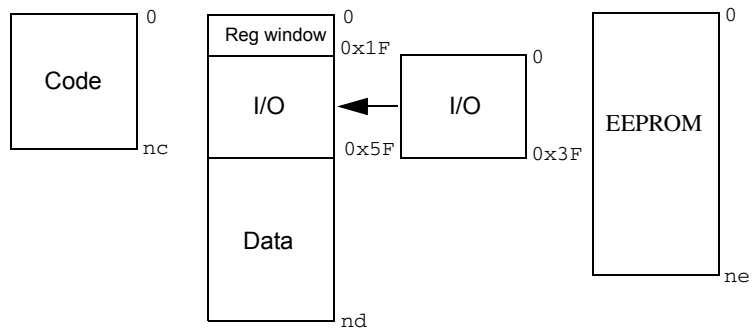 0
Code
nc
0
Reg window
0x1F
I/O
0x5F
Data
nd
0
I/O
0x3F
0
EEPROM
ne